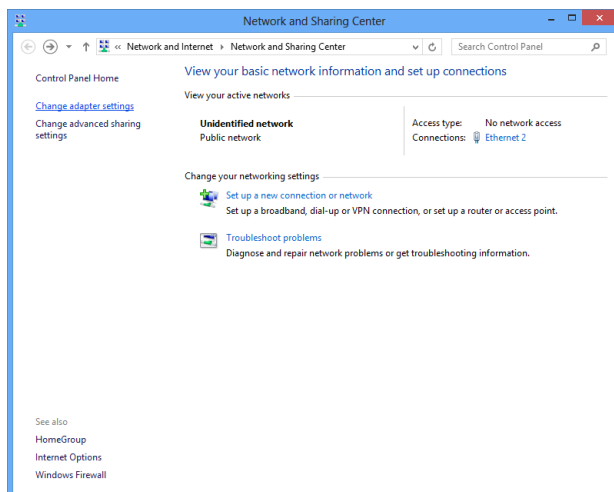 Network and Sharing Center
« Network and Internet Network and Sharing Center Search Control Panel
Control Panel Home
Change adapter settings
Change advanced sharing
settings
View your basic network information and set up connections
View your active networks
Unidentified network
Public network
Access type: No network access
Connections: Ethernet 2
Change your networking settings
Set up a new connection or network
Set up a broadband, dial-up or VPN connection, or set up a router or access point.
Troubleshoot problems
Diagnose and repair network problems or get troubleshooting information.
See also
HomeGroup
Internet Options
Windows Firewall